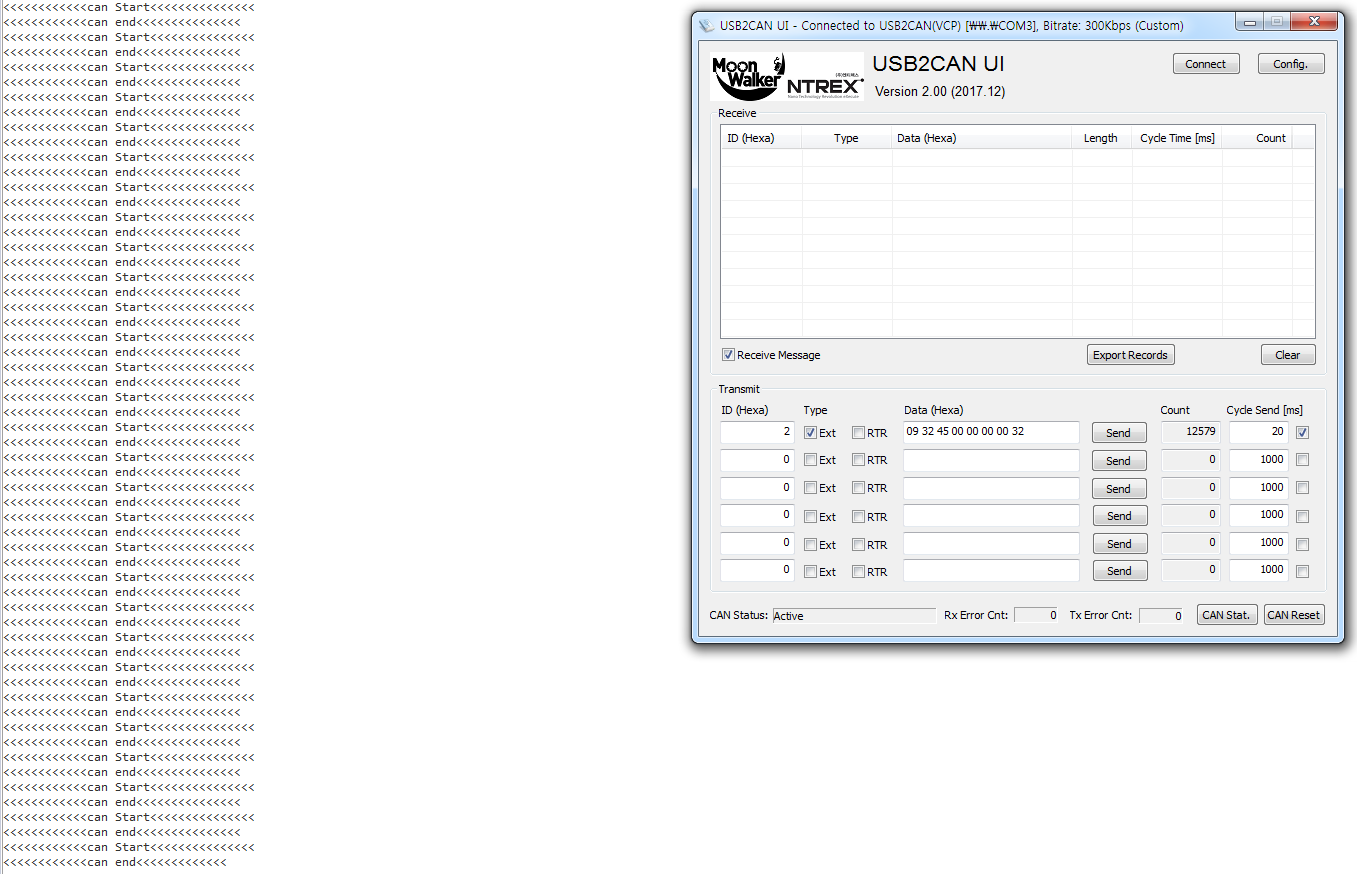 <<<<<<<<<<<<can Start<<<<<<<<<<<<<<<
<<<<<<<<<<<<can end<<<<<<<<<<<<<<<
<<<<<<<<<<<<can Start<<<<<<<<<<<<<<<
<<<<<<<<<<<<can end<<<<<<<<<<<<<<<
<<<<<<<<<<<<can Start<<<<<<<<<<<<<<<
<<<<<<<<<<<<can end<<<<<<<<<<<<<<<
<<<<<<<<<<<<can Start<<<<<<<<<<<<<<<
<<<<<<<<<<<<can end<<<<<<<<<<<<<<<
<<<<<<<<<<<<can Start<<<<<<<<<<<<<<<
<<<<<<<<<<<<can end<<<<<<<<<<<<<<<
<<<<<<<<<<<<can Start<<<<<<<<<<<<<<<
<<<<<<<<<<<<can end<<<<<<<<<<<<<<<
<<<<<<<<<<<<can Start<<<<<<<<<<<<<<<
<<<<<<<<<<<<can end<<<<<<<<<<<<<<<
<<<<<<<<<<<<can Start<<<<<<<<<<<<<<<
<<<<<<<<<<<<can end<<<<<<<<<<<<<<<
<<<<<<<<<<<<can Start<<<<<<<<<<<<<<<
<<<<<<<<<<<<can end<<<<<<<<<<<<<<<
<<<<<<<<<<<<can Start<<<<<<<<<<<<<<<
<<<<<<<<<<<<can end<<<<<<<<<<<<<<<
<<<<<<<<<<<<can Start<<<<<<<<<<<<<<<
<<<<<<<<<<<<can end<<<<<<<<<<<<<<<
<<<<<<<<<<<<can Start<<<<<<<<<<<<<<<
<<<<<<<<<<<<can end<<<<<<<<<<<<<<<
<<<<<<<<<<<<can Start<<<<<<<<<<<<<<<
<<<<<<<<<<<<can end<<<<<<<<<<<<<<<
<<<<<<<<<<<<can Start<<<<<<<<<<<<<<<
<<<<<<<<<<<<can end<<<<<<<<<<<<<<<
<<<<<<<<<<<<can Start<<<<<<<<<<<<<<<
<<<<<<<<<<<<can end<<<<<<<<<<<<<<<
<<<<<<<<<<<<can Start<<<<<<<<<<<<<<<
<<<<<<<<<<<<can end<<<<<<<<<<<<<<<
<<<<<<<<<<<<can Start<<<<<<<<<<<<<<<
<<<<<<<<<<<<can end<<<<<<<<<<<<<<<
<<<<<<<<<<<<can Start<<<<<<<<<<<<<<<
<<<<<<<<<<<<can end<<<<<<<<<<<<<<<
<<<<<<<<<<<<can Start<<<<<<<<<<<<<<<
<<<<<<<<<<<<can end<<<<<<<<<<<<<<<
<<<<<<<<<<<<can Start<<<<<<<<<<<<<<<
<<<<<<<<<<<<can end<<<<<<<<<<<<<<<
<<<<<<<<<<<<can Start<<<<<<<<<<<<<<<
<<<<<<<<<<<<can end<<<<<<<<<<<<<<<
<<<<<<<<<<<<can Start<<<<<<<<<<<<<<<
<<<<<<<<<<<<can end<<<<<<<<<<<<<<<
<<<<<<<<<<<<can Start<<<<<<<<<<<<<<<
<<<<<<<<<<<<can end<<<<<<<<<<<<<<<
<<<<<<<<<<<<can Start<<<<<<<<<<<<<<<
<<<<<<<<<<<<can end<<<<<<<<<<<<<<<
<<<<<<<<<<<<can Start<<<<<<<<<<<<<<<
<<<<<<<<<<<<can end<<<<<<<<<<<<<<<
<<<<<<<<<<<<can Start<<<<<<<<<<<<<<<
<<<<<<<<<<<<can end<<<<<<<<<<<<<<<
<<<<<<<<<<<<can Start<<<<<<<<<<<<<<<
<<<<<<<<<<<<can end<<<<<<<<<<<<<<<
<<<<<<<<<<<<can Start<<<<<<<<<<<<<<<
<<<<<<<<<<<<can end<<<<<<<<<<<<<<<
<<<<<<<<<<<<can Start<<<<<<<<<<<<<<<
<<<<<<<<<<<<can end<<<<<<<<<<<<<
USB2CAN UI - Connected to USB2CAN(VCP) [₩₩.₩COM3], Bitrate: 300Kbps (Custom)
Moon Walker NTREX USB2CAN UI Connect Config.
Version 2.00 (2017.12)
Receive
ID (Hexa) Type Data (Hexa) Length Cycle Time [ms] Count
Receive Message Export Records Clear
Transmit
ID (Hexa) Type Data (Hexa) Count Cycle Send [ms]
2 Ext RTR 09 32 45 00 00 00 00 32 Send 12579 20
0 Ext RTR Send 0 1000
0 Ext RTR Send 0 1000
0 Ext RTR Send 0 1000
0 Ext RTR Send 0 1000
0 Ext RTR Send 0 1000
CAN Status: Active Rx Error Cnt: 0 Tx Error Cnt: 0 CAN Stat. CAN Reset